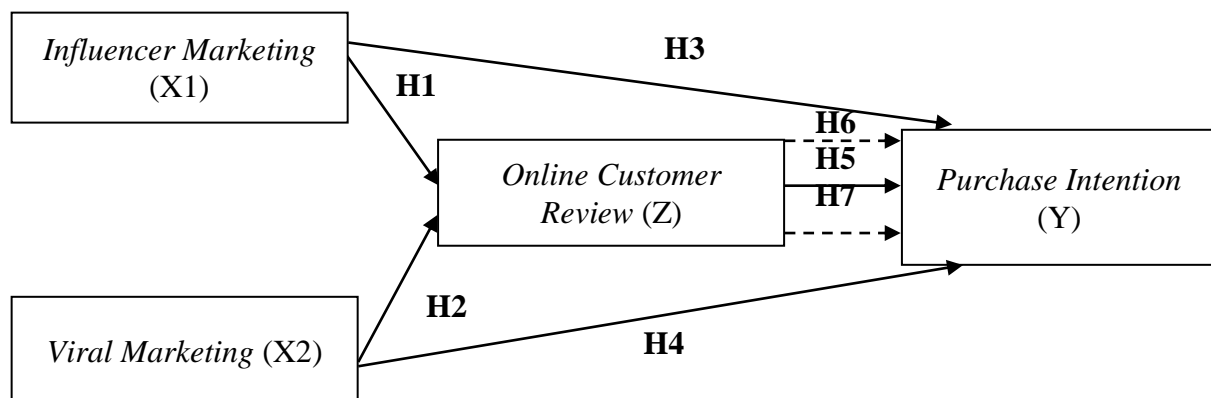 Influencer Marketing
(X1)
H3
H1
H6
Online Customer
Review (Z)
H5
H7
Purchase Intention
(Y)
H2
Viral Marketing (X2)
H4